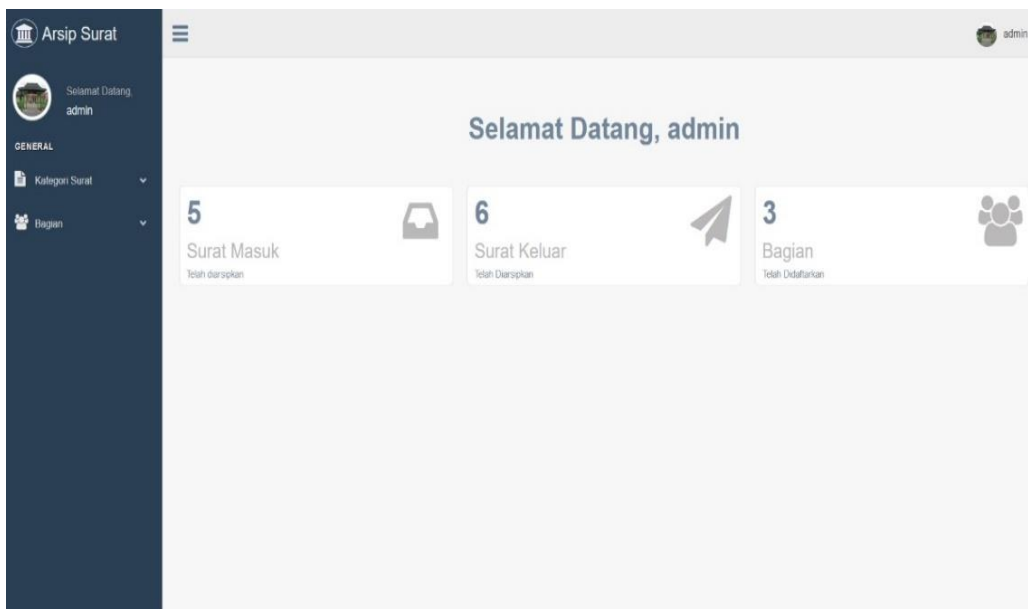 Arsip Surat
admin
Selamat Datang,
admin
GENERAL
Kategori Surat
Bagian
Selamat Datang, admin
5
Surat Masuk
Telah diarsipkan
6
Surat Keluar
Telah Diarsipkan
3
Bagian
Telah Didaftarkan